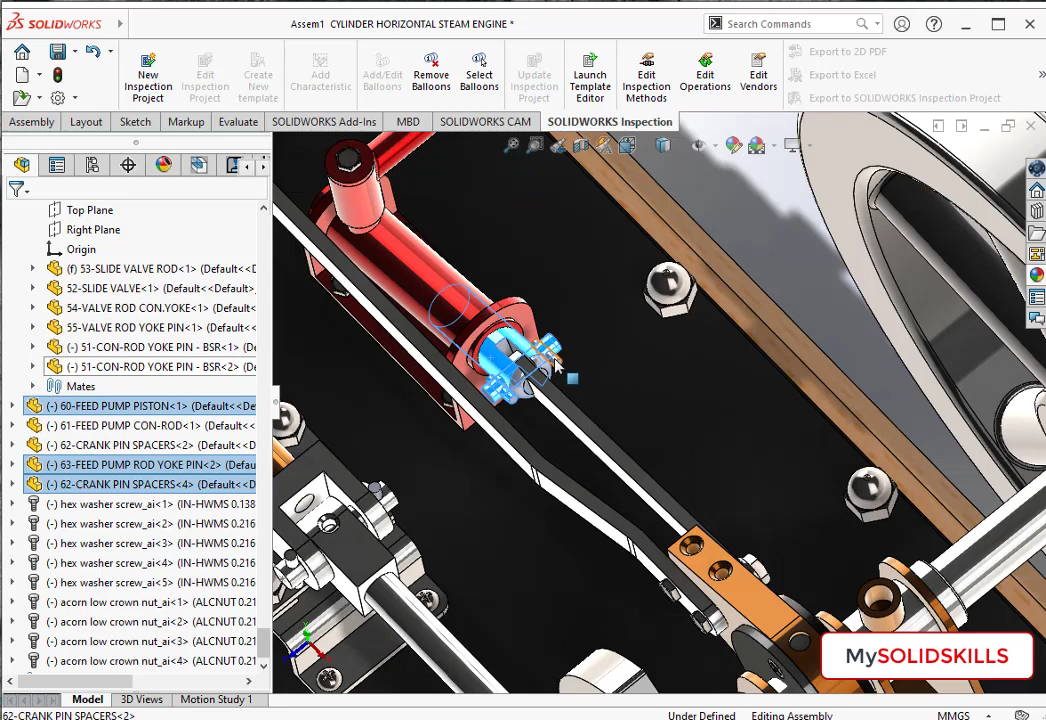 SOLIDWORKS
Assem1 CYLINDER HORIZONTAL STEAM ENGINE *
Search Commands
New Inspection Project
Edit Inspection Project
Create New template
Add Characteristic
Add/Edit Balloons
Remove Balloons
Select Balloons
Update Inspection Project
Launch Template Editor
Edit Inspection Methods
Edit Operations
Edit Vendors
Export to 2D PDF
Export to Excel
Export to SOLIDWORKS Inspection Project
Assembly
Layout
Sketch
Markup
Evaluate
SOLIDWORKS Add-Ins
MBD
SOLIDWORKS CAM
SOLIDWORKS Inspection
Top Plane
Right Plane
Origin
(f) 53-SLIDE VALVE ROD<1> (Default<<D
52-SLIDE VALVE<1> (Default<<Default>
54-VALVE ROD CON.YOKE<1> (Default<
55-VALVE ROD YOKE PIN<1> (Default<<
(-) 51-CON-ROD YOKE PIN - BSR<1> (Def
(-) 51-CON-ROD YOKE PIN - BSR<2> (Def
Mates
(-) 60-FEED PUMP PISTON<1> (Default<<De
(-) 61-FEED PUMP CON-ROD<1> (Default<<
(-) 62-CRANK PIN SPACERS<2> (Default<<D
(-) 63-FEED PUMP ROD YOKE PIN<2> (Defau
(-) 62-CRANK PIN SPACERS<4> (Default<<D
(-) hex washer screw_ai<1> (IN-HWMS 0.138
(-) hex washer screw_ai<2> (IN-HWMS 0.216
(-) hex washer screw_ai<3> (IN-HWMS 0.216
(-) hex washer screw_ai<4> (IN-HWMS 0.216
(-) hex washer screw_ai<5> (IN-HWMS 0.216
(-) acorn low crown nut_ai<1> (ALCNUT 0.21
(-) acorn low crown nut_ai<2> (ALCNUT 0.21
(-) acorn low crown nut_ai<3> (ALCNUT 0.21
(-) acorn low crown nut_ai<4> (ALCNUT 0.21
MySOLIDSKILLS
Model
3D Views
Motion Study 1
62-CRANK PIN SPACERS<2>
Under Defined
Editing Assembly
MMGS